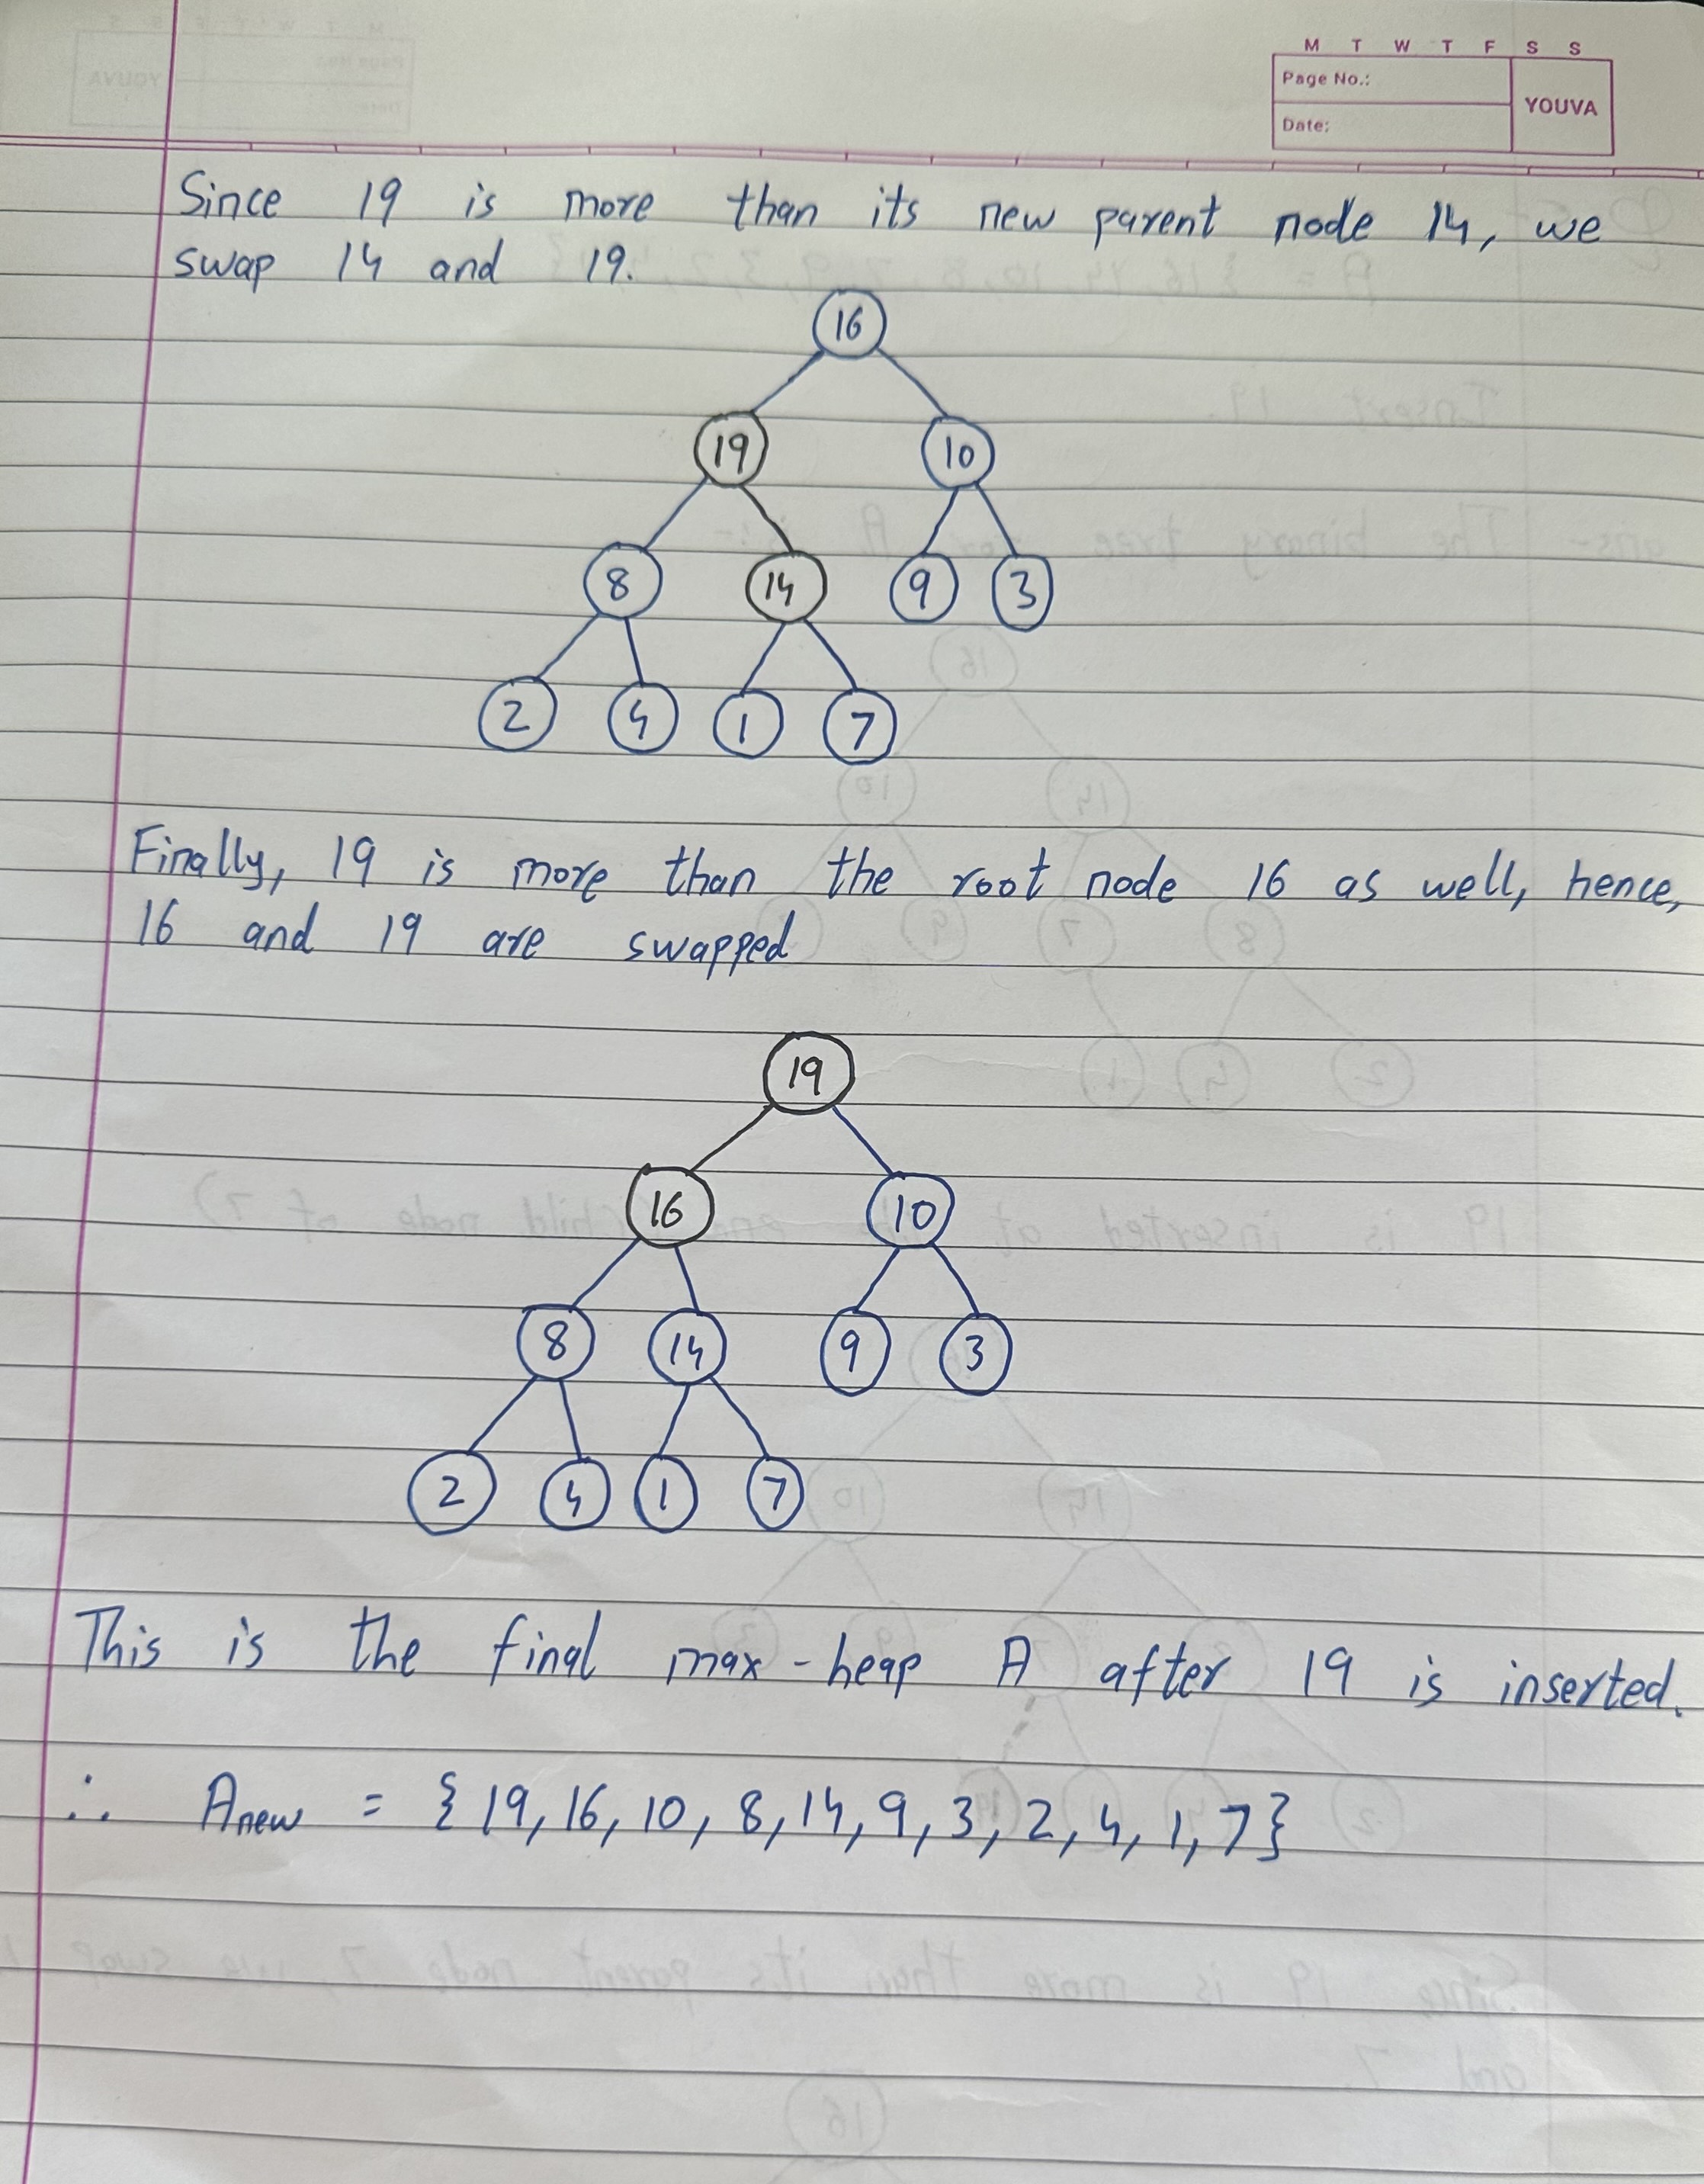 M T W T F S S
Page No.:
YOUVA
Date:
Since 19 is more than its new parent node 14, we
swap 14 and 19.
16
19 10
8 14 9 3
2 4 1 7
Finally, 19 is more than the root node 16 as well, hence,
16 and 19 are swapped
19
16 10
8 14 9 3
2 4 1 7
This is the final max-heap A after 19 is inserted.
∴ Anew = {19, 16, 10, 8, 14, 9, 3, 2, 4, 1, 7}